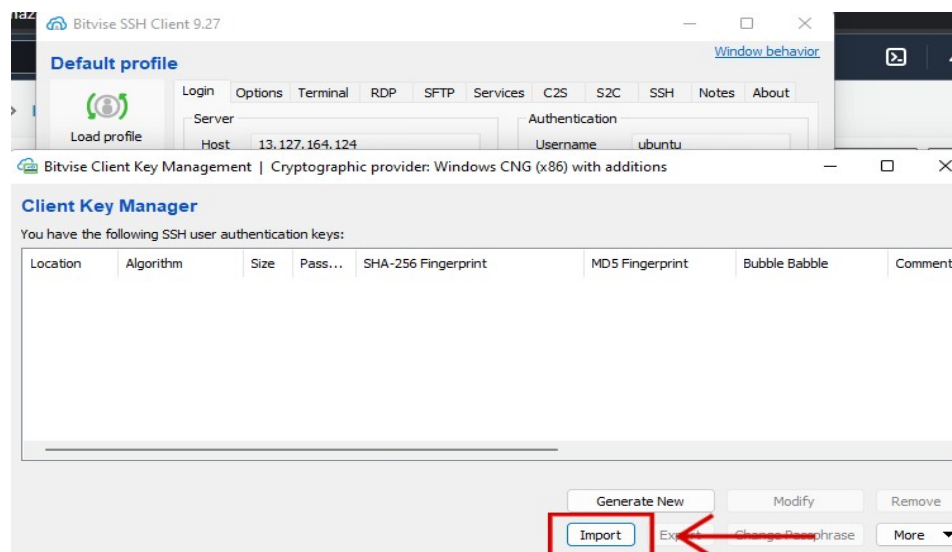 Bitvise SSH Client 9.27
Default profile
Window behavior
Login Options Terminal RDP SFTP Services C2S S2C SSH Notes About
Load profile
Server
Authentication
Host 13.127.164.124
Username ubuntu
Bitvise Client Key Management | Cryptographic provider: Windows CNG (x86) with additions
Client Key Manager
You have the following SSH user authentication keys:
Location Algorithm Size Pass... SHA-256 Fingerprint MD5 Fingerprint Bubble Babble Comment
Generate New Modify Remove
Import Export Change Passphrase More